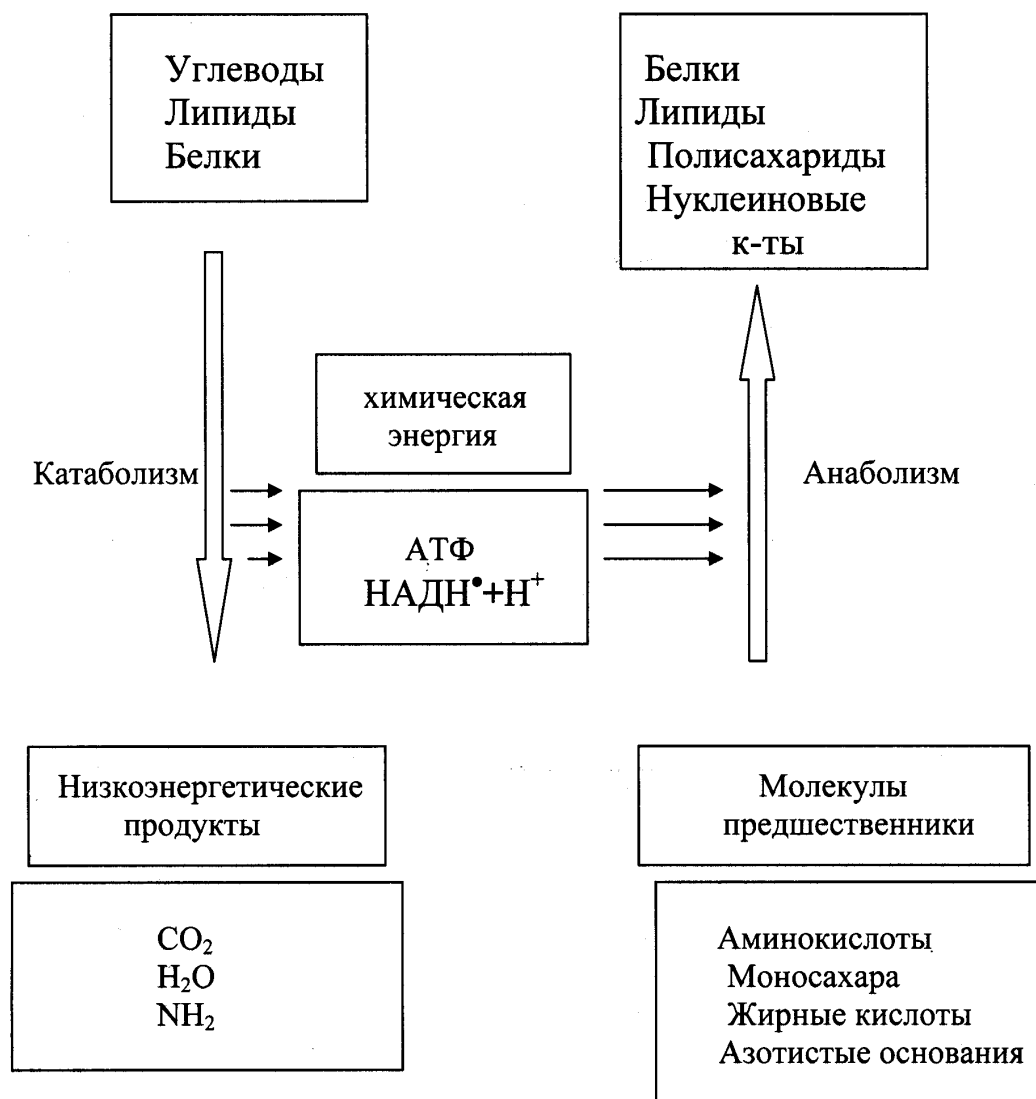 Углеводы
Липиды
Белки
Белки
Липиды
Полисахариды
Нуклеиновые
к-ты
химическая
энергия
Катаболизм
Анаболизм
АТФ
НАДН•+Н⁺
Низкоэнергетические
продукты
Молекулы
предшественники
CO₂
H₂O
NH₂
Аминокислоты
Моносахара
Жирные кислоты
Азотистые основания